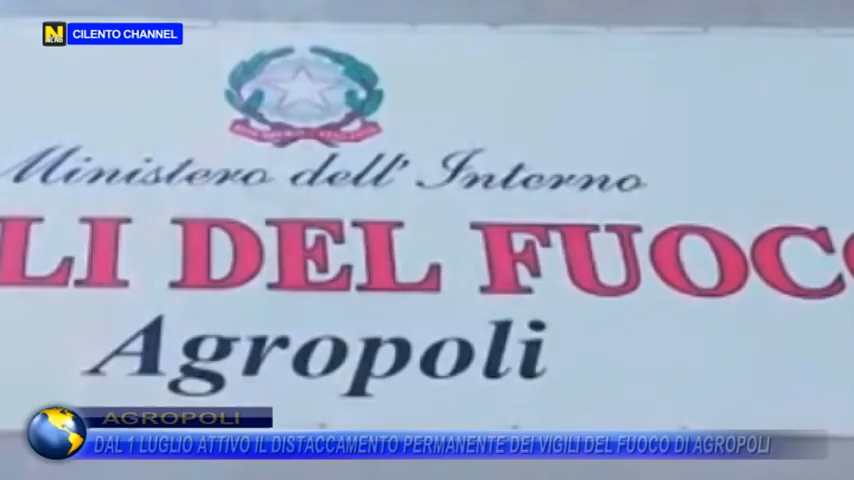 CILENTO CHANNEL
Ministero dell' Interno
LI DEL FUOCO
Agropoli
AGROPOLI
DAL 1 LUGLIO ATTIVO IL DISTACCAMENTO PERMANENTE DEI VIGILI DEL FUOCO DI AGROPOLI